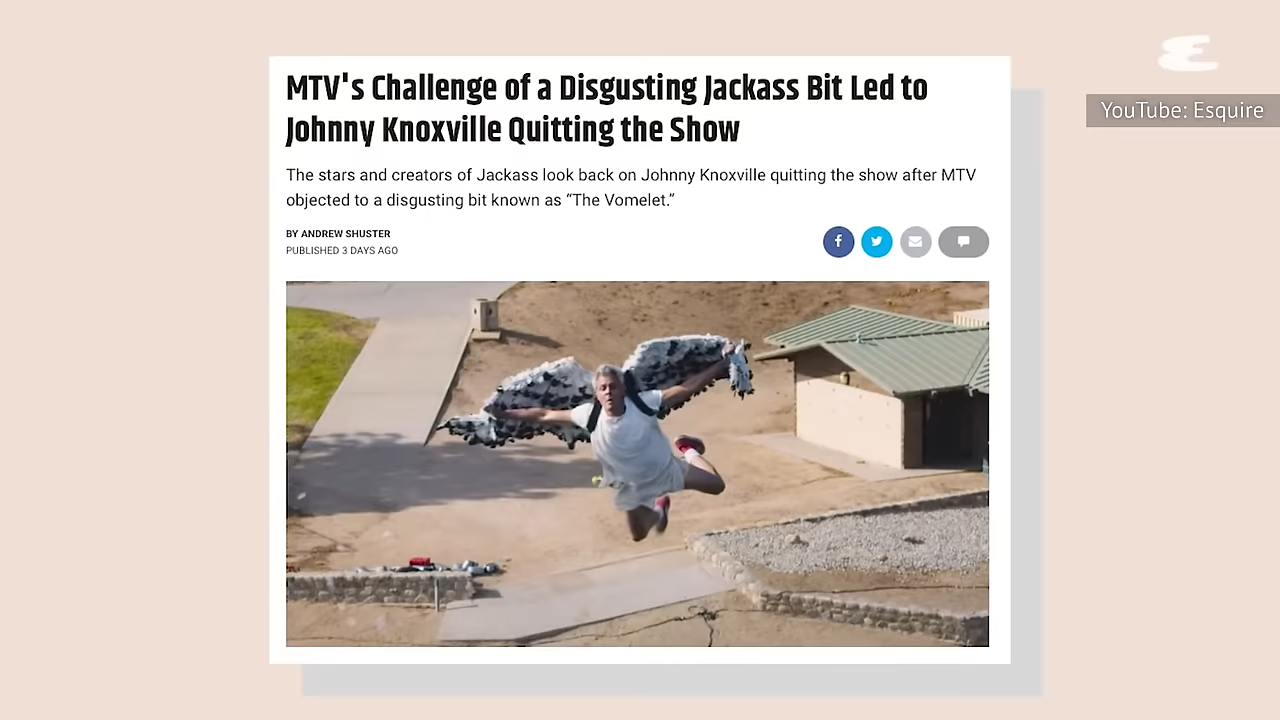 YouTube: Esquire
MTV's Challenge of a Disgusting Jackass Bit Led to
Johnny Knoxville Quitting the Show
The stars and creators of Jackass look back on Johnny Knoxville quitting the show after MTV
objected to a disgusting bit known as “The Vomelet.”
BY ANDREW SHUSTER
PUBLISHED 3 DAYS AGO